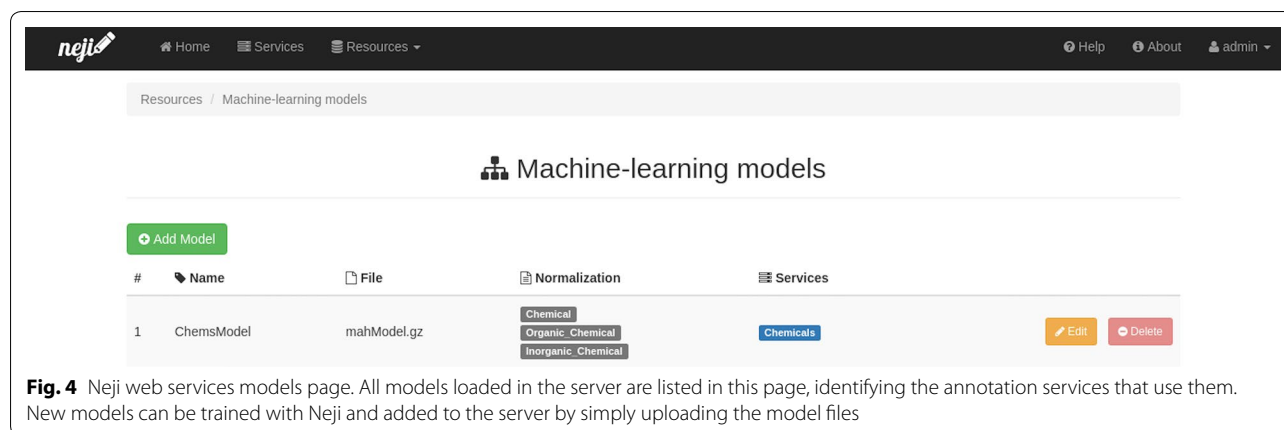 neji Home Services Resources Help About admin
Resources / Machine-learning models
Machine-learning models
Add Model
# Name File Normalization Services
Chemical
1 ChemsModel mahModel.gz Organic_Chemical Chemicals Edit Delete
Inorganic_Chemical
Fig. 4 Neji web services models page. All models loaded in the server are listed in this page, identifying the annotation services that use them.
New models can be trained with Neji and added to the server by simply uploading the model files